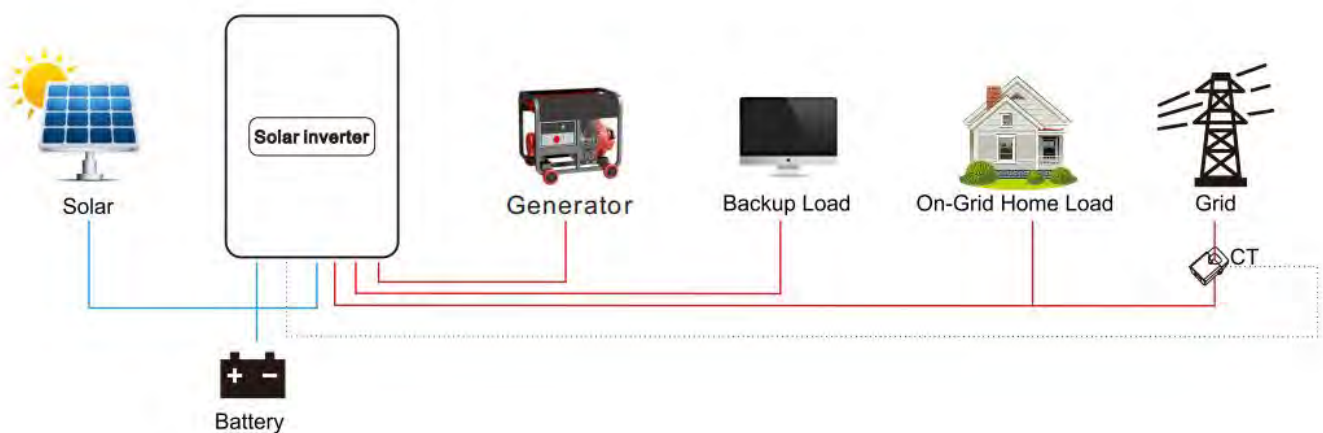 Solar inverter
Solar
Generator
Backup Load
On-Grid Home Load
Grid
CT
+ -
Battery